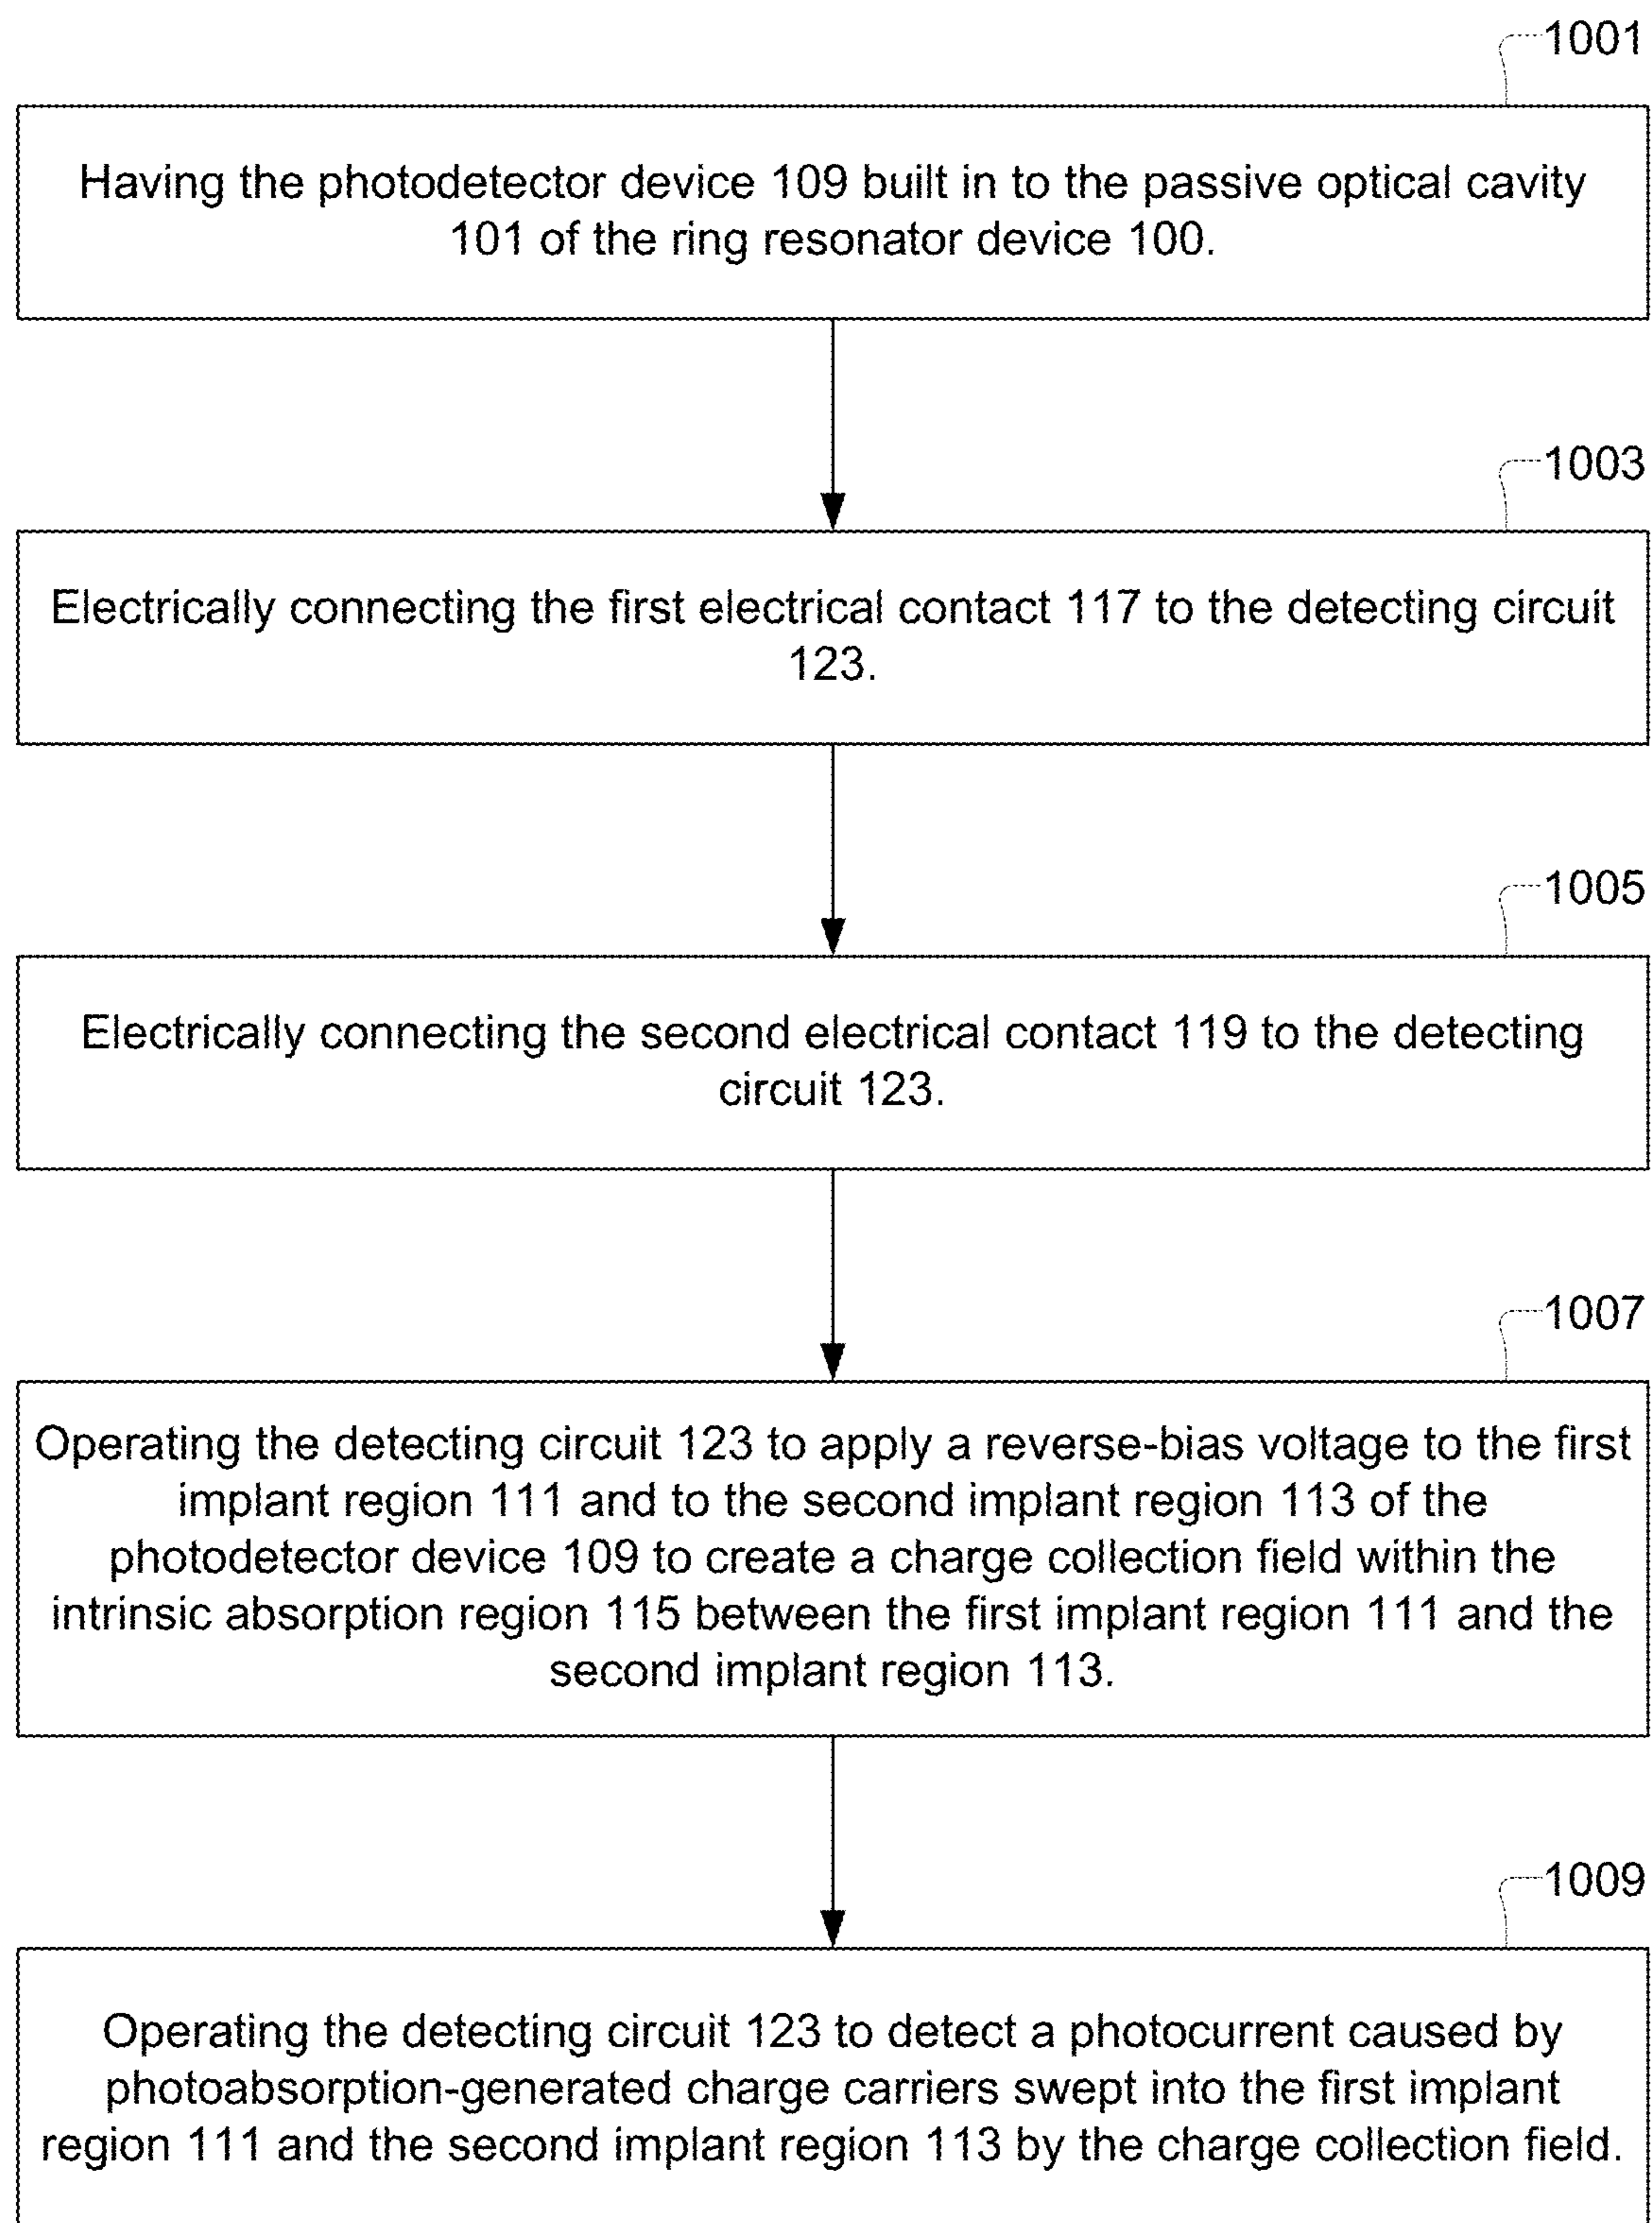 1001
Having the photodetector device 109 built in to the passive optical cavity
101 of the ring resonator device 100.
1003
Electrically connecting the first electrical contact 117 to the detecting circuit
123.
1005
Electrically connecting the second electrical contact 119 to the detecting
circuit 123.
1007
Operating the detecting circuit 123 to apply a reverse-bias voltage to the first
implant region 111 and to the second implant region 113 of the
photodetector device 109 to create a charge collection field within the
intrinsic absorption region 115 between the first implant region 111 and the
second implant region 113.
1009
Operating the detecting circuit 123 to detect a photocurrent caused by
photoabsorption-generated charge carriers swept into the first implant
region 111 and the second implant region 113 by the charge collection field.